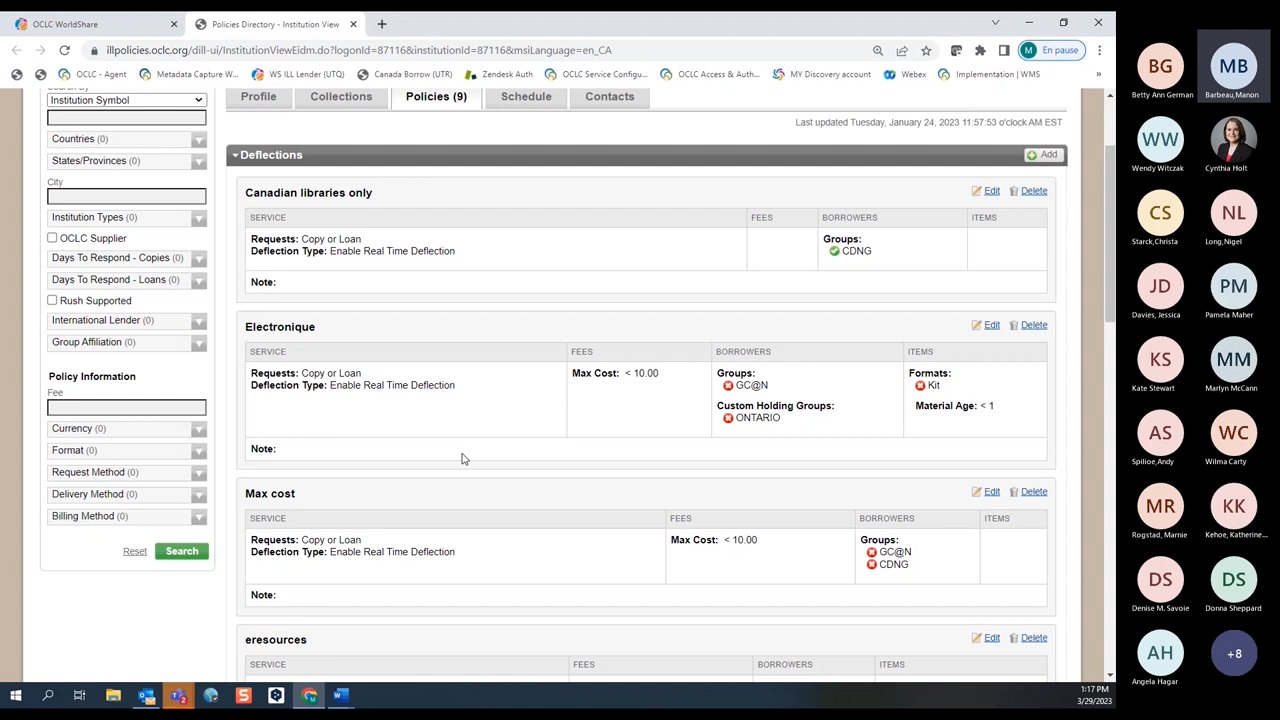 OCLC WorldShare
Policies Directory - Institution View
illpolicies.oclc.org/dill-ui/InstitutionViewEidm.do?logonId=87116&institutionId=87116&msiLanguage=en_CA
M
En pause
OCLC - Agent
Metadata Capture W...
WS ILL Lender (UTQ)
Canada Borrow (UTR)
Zendesk Auth
OCLC Service Configu...
OCLC Access & Auth...
MY Discovery account
Webex
Implementation | WMS
»
Institution Symbol
Countries (0)
States/Provinces (0)
City
Institution Types (0)
OCLC Supplier
Days To Respond - Copies (0)
Days To Respond - Loans (0)
Rush Supported
International Lender (0)
Group Affiliation (0)
Policy Information
Fee
Currency (0)
Format (0)
Request Method (0)
Delivery Method (0)
Billing Method (0)
Reset
Search
Profile
Collections
Policies (9)
Schedule
Contacts
Last updated Tuesday, January 24, 2023 11:57:53 o'clock AM EST
Deflections
Add
Canadian libraries only
Edit
Delete
SERVICE
FEES
BORROWERS
ITEMS
Requests: Copy or Loan
Deflection Type: Enable Real Time Deflection
Groups:
CDNG
Note:
Electronique
Edit
Delete
SERVICE
FEES
BORROWERS
ITEMS
Requests: Copy or Loan
Deflection Type: Enable Real Time Deflection
Max Cost: < 10.00
Groups:
GC@N
Custom Holding Groups:
ONTARIO
Formats:
Kit
Material Age: < 1
Note:
Max cost
Edit
Delete
SERVICE
FEES
BORROWERS
ITEMS
Requests: Copy or Loan
Deflection Type: Enable Real Time Deflection
Max Cost: < 10.00
Groups:
GC@N
CDNG
Note:
eresources
Edit
Delete
SERVICE
FEES
BORROWERS
ITEMS
1:17 PM
3/29/2023
BG
Betty Ann German
MB
Barbeau,Manon
WW
Wendy Witczak
Cynthia Holt
CS
Starck,Christa
NL
Long,Nigel
JD
Davies, Jessica
PM
Pamela Maher
KS
Kate Stewart
MM
Marlyn McCann
AS
Spilioe,Andy
WC
Wilma Carty
MR
Rogstad, Marnie
KK
Kehoe, Katherine...
DS
Denise M. Savoie
DS
Donna Sheppard
AH
Angela Hagar
+8